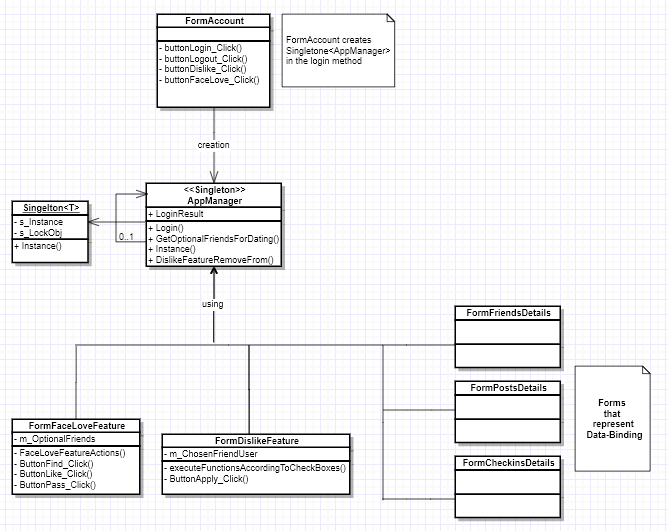 FormAccount
- buttonLogin_Click()
- buttonLogout_Click()
- buttonDislike_Click()
- buttonFaceLove_Click()
FormAccount creates
Singletone<AppManager>
in the login method
creation
<<Singleton>>
AppManager
+ LoginResult
+ Login()
+ GetOptionalFriendsForDating()
+ Instance()
+ DislikeFeatureRemoveFrom()
Singelton<T>
- s_Instance
- s_LockObj
+ Instance()
0..1
using
FormFriendsDetails
FormPostsDetails
FormCheckinsDetails
Forms
that
represent
Data-Binding
FormFaceLoveFeature
- m_OptionalFriends
- FaceLoveFeatureActions()
- ButtonFind_Click()
- ButtonLike_Click()
- ButtonPass_Click()
FormDislikeFeature
- m_ChosenFriendUser
- executeFunctionsAccordingToCheckBoxes()
- ButtonApply_Click()